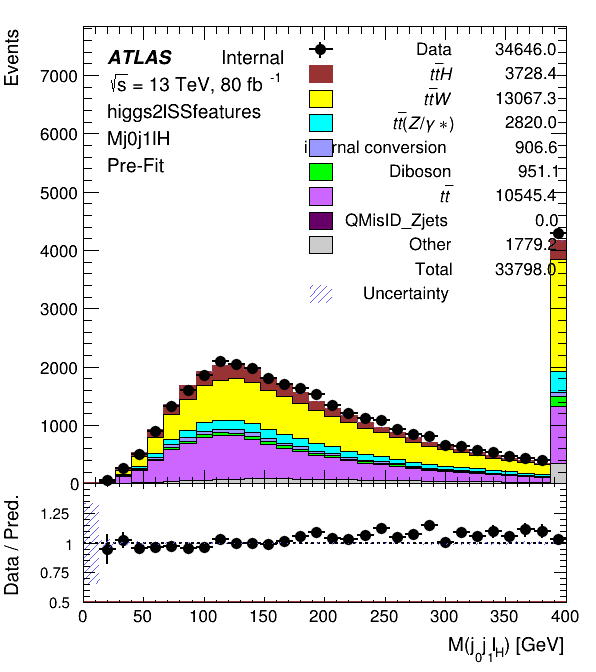 Events
ATLAS Internal
√s = 13 TeV, 80 fb -1
higgs2lSSfeatures
Mj0j1lH
Pre-Fit
Data 34646.0
tt̄H 3728.4
tt̄W 13067.3
tt̄(Z/γ*) 2820.0
internal conversion 906.6
Diboson 951.1
tt̄ 10545.4
QMisID_Zjets 0.0
Other 1779.2
Total 33798.0
Uncertainty
7000
6000
5000
4000
3000
2000
1000
0
Data / Pred.
1.25
1
0.75
0.5
0 50 100 150 200 250 300 350 400
M(j0j1lH) [GeV]